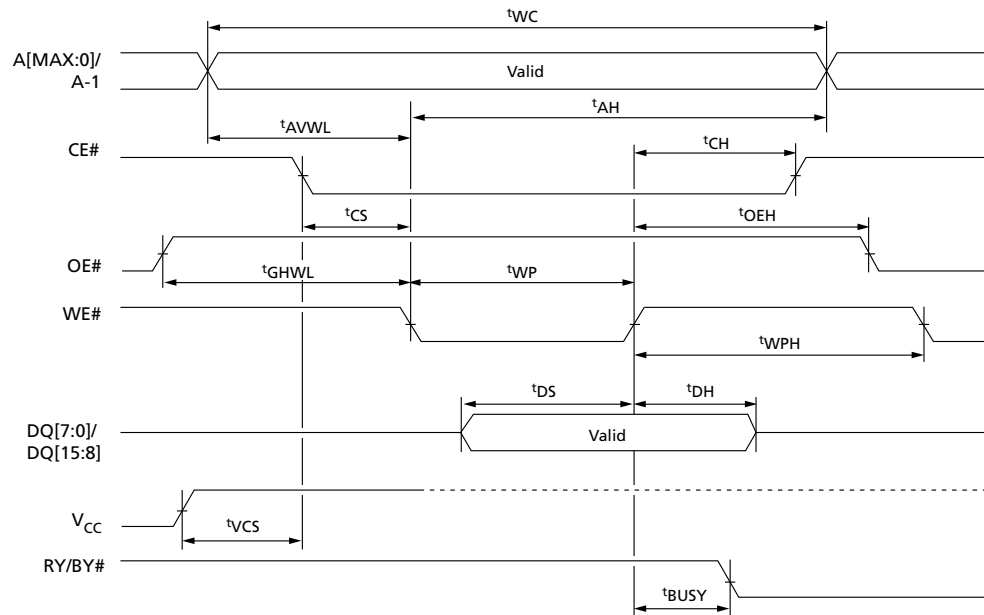 tWC
A[MAX:0]/
A-1
Valid
tAH
tAVWL
CE#
tCH
tCS
tOEH
OE#
tGHWL
tWP
WE#
tWPH
tDS
tDH
DQ[7:0]/
DQ[15:8]
Valid
VCC
tVCS
RY/BY#
tBUSY